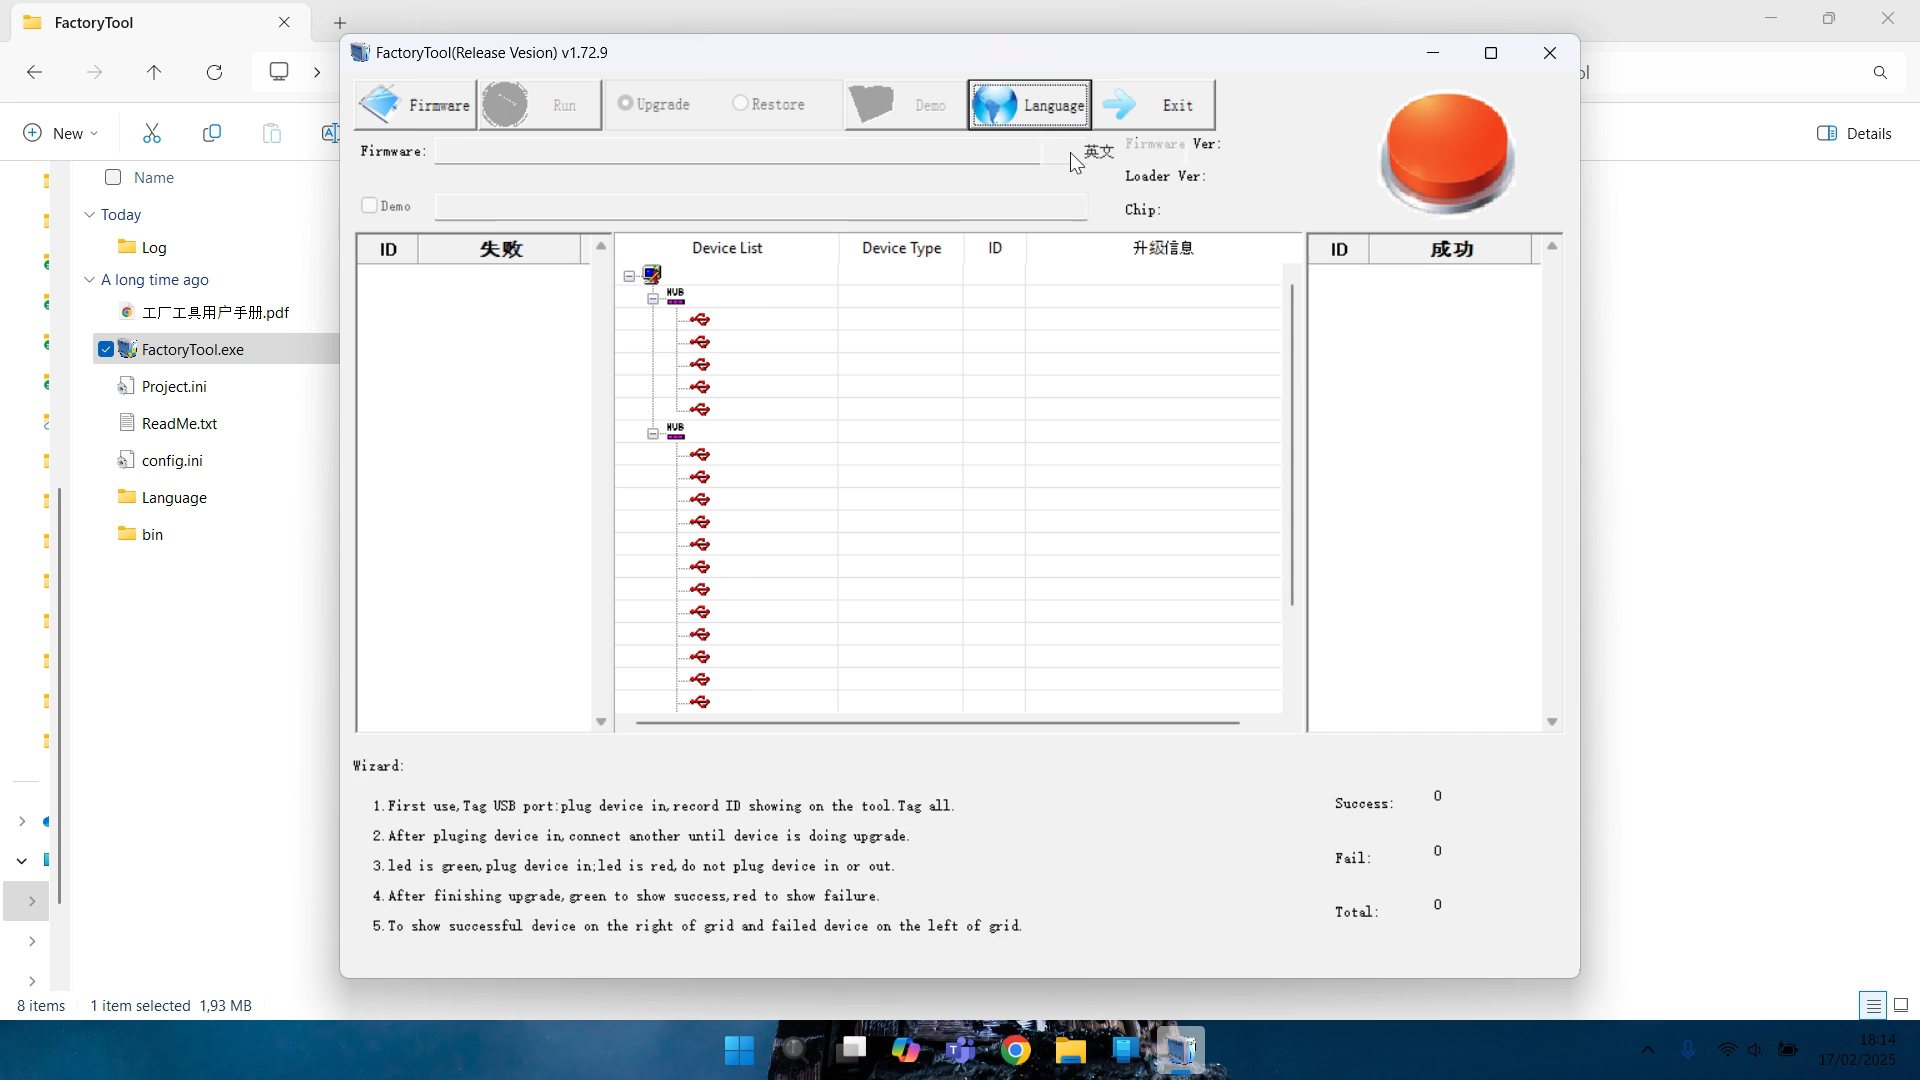 FactoryTool
ol
New
Details
Name
Today
Log
A long time ago
工厂工具用户手册.pdf
FactoryTool.exe
Project.ini
ReadMe.txt
config.ini
Language
bin
8 items 1 item selected 1,93 MB
FactoryTool(Release Vesion) v1.72.9
Firmware Run Upgrade Restore Demo Language Exit
Firmware: 英文 Firmware Ver:
Loader Ver:
Demo Chip:
ID 失败
Device List Device Type ID 升级信息
HUB
HUB
ID 成功
Wizard:
1.First use,Tag USB port:plug device in,record ID showing on the tool.Tag all.
2.After pluging device in,connect another until device is doing upgrade.
3.led is green,plug device in;led is red,do not plug device in or out.
4.After finishing upgrade,green to show success,red to show failure.
5.To show successful device on the right of grid and failed device on the left of grid.
Success: 0
Fail: 0
Total: 0
18:14
17/02/2025